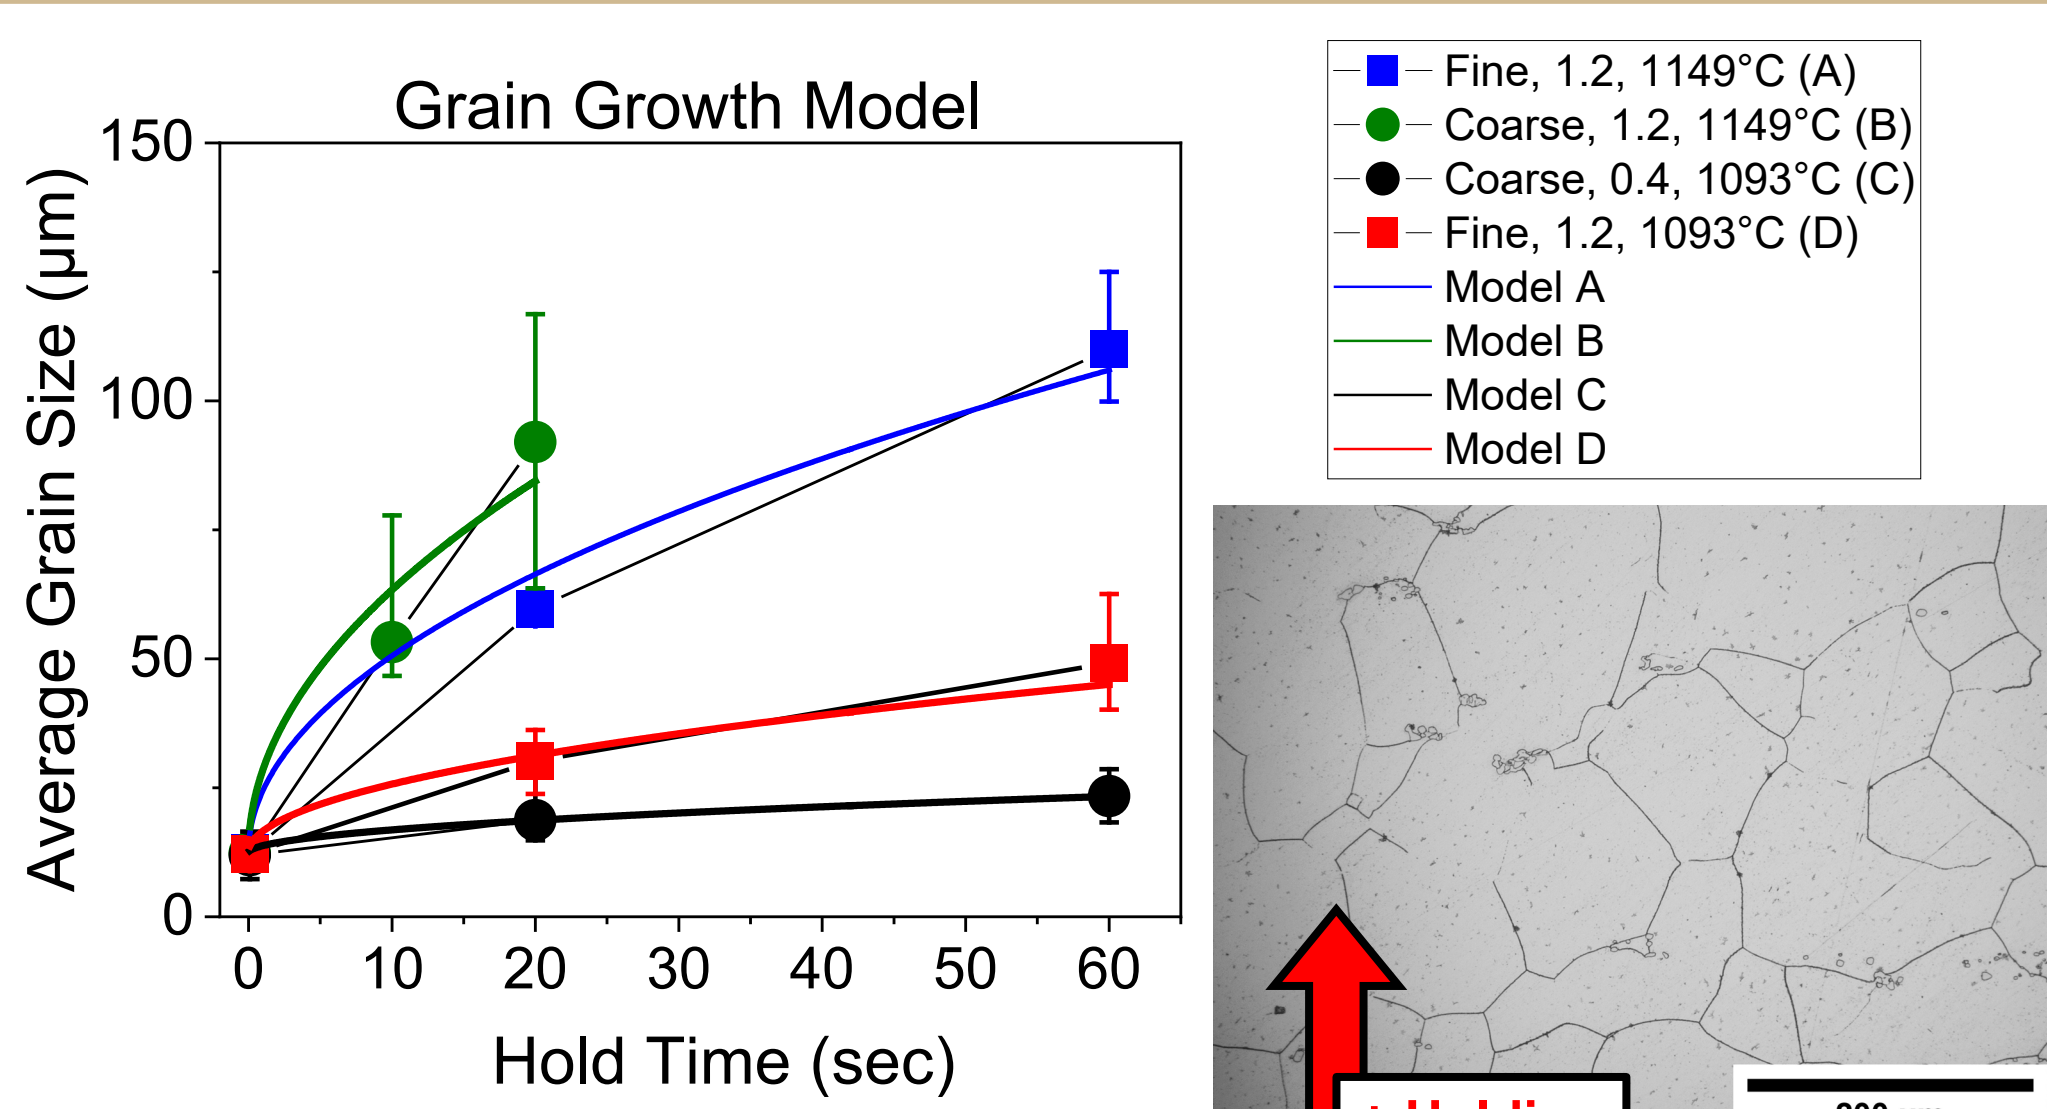 Grain Growth Model
150
100
50
0
Average Grain Size (μm)
0 10 20 30 40 50 60
Hold Time (sec)
Fine, 1.2, 1149°C (A)
Coarse, 1.2, 1149°C (B)
Coarse, 0.4, 1093°C (C)
Fine, 1.2, 1093°C (D)
Model A
Model B
Model C
Model D